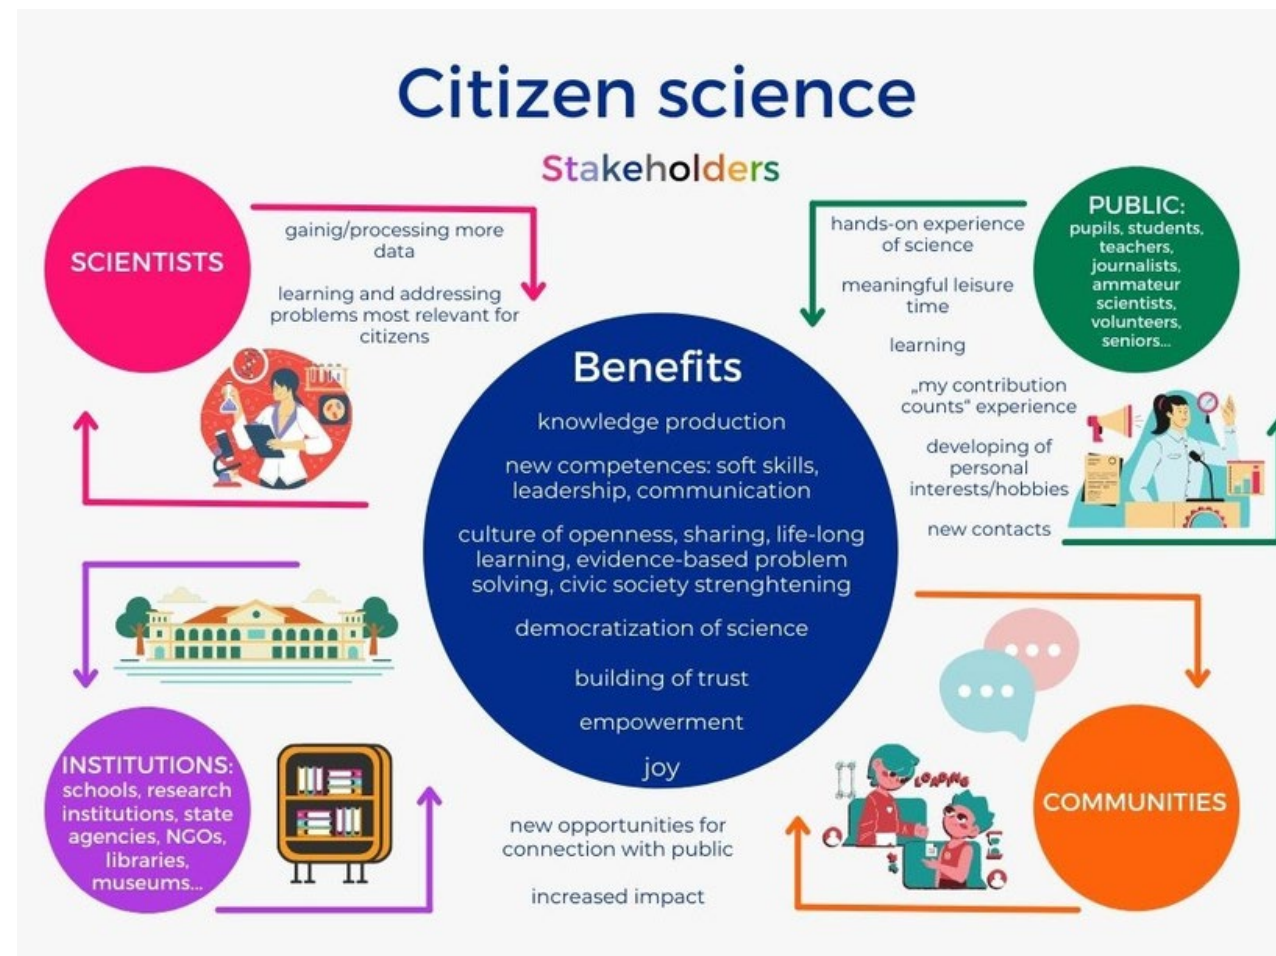 Citizen science
Stakeholders
SCIENTISTS
gainig/processing more
data
learning and addressing
problems most relevant for
citizens
hands-on experience
of science
meaningful leisure
time
learning
„my contribution
counts“ experience
developing of
personal
interests/hobbies
new contacts
PUBLIC:
pupils, students,
teachers,
journalists,
ammateur
scientists,
volunteers,
seniors...
Benefits
knowledge production
new competences: soft skills,
leadership, communication
culture of openness, sharing, life-long
learning, evidence-based problem
solving, civic society strenghtening
democratization of science
building of trust
empowerment
joy
INSTITUTIONS:
schools, research
institutions, state
agencies, NGOs,
libraries,
museums...
new opportunities for
connection with public
increased impact
LOADING
COMMUNITIES